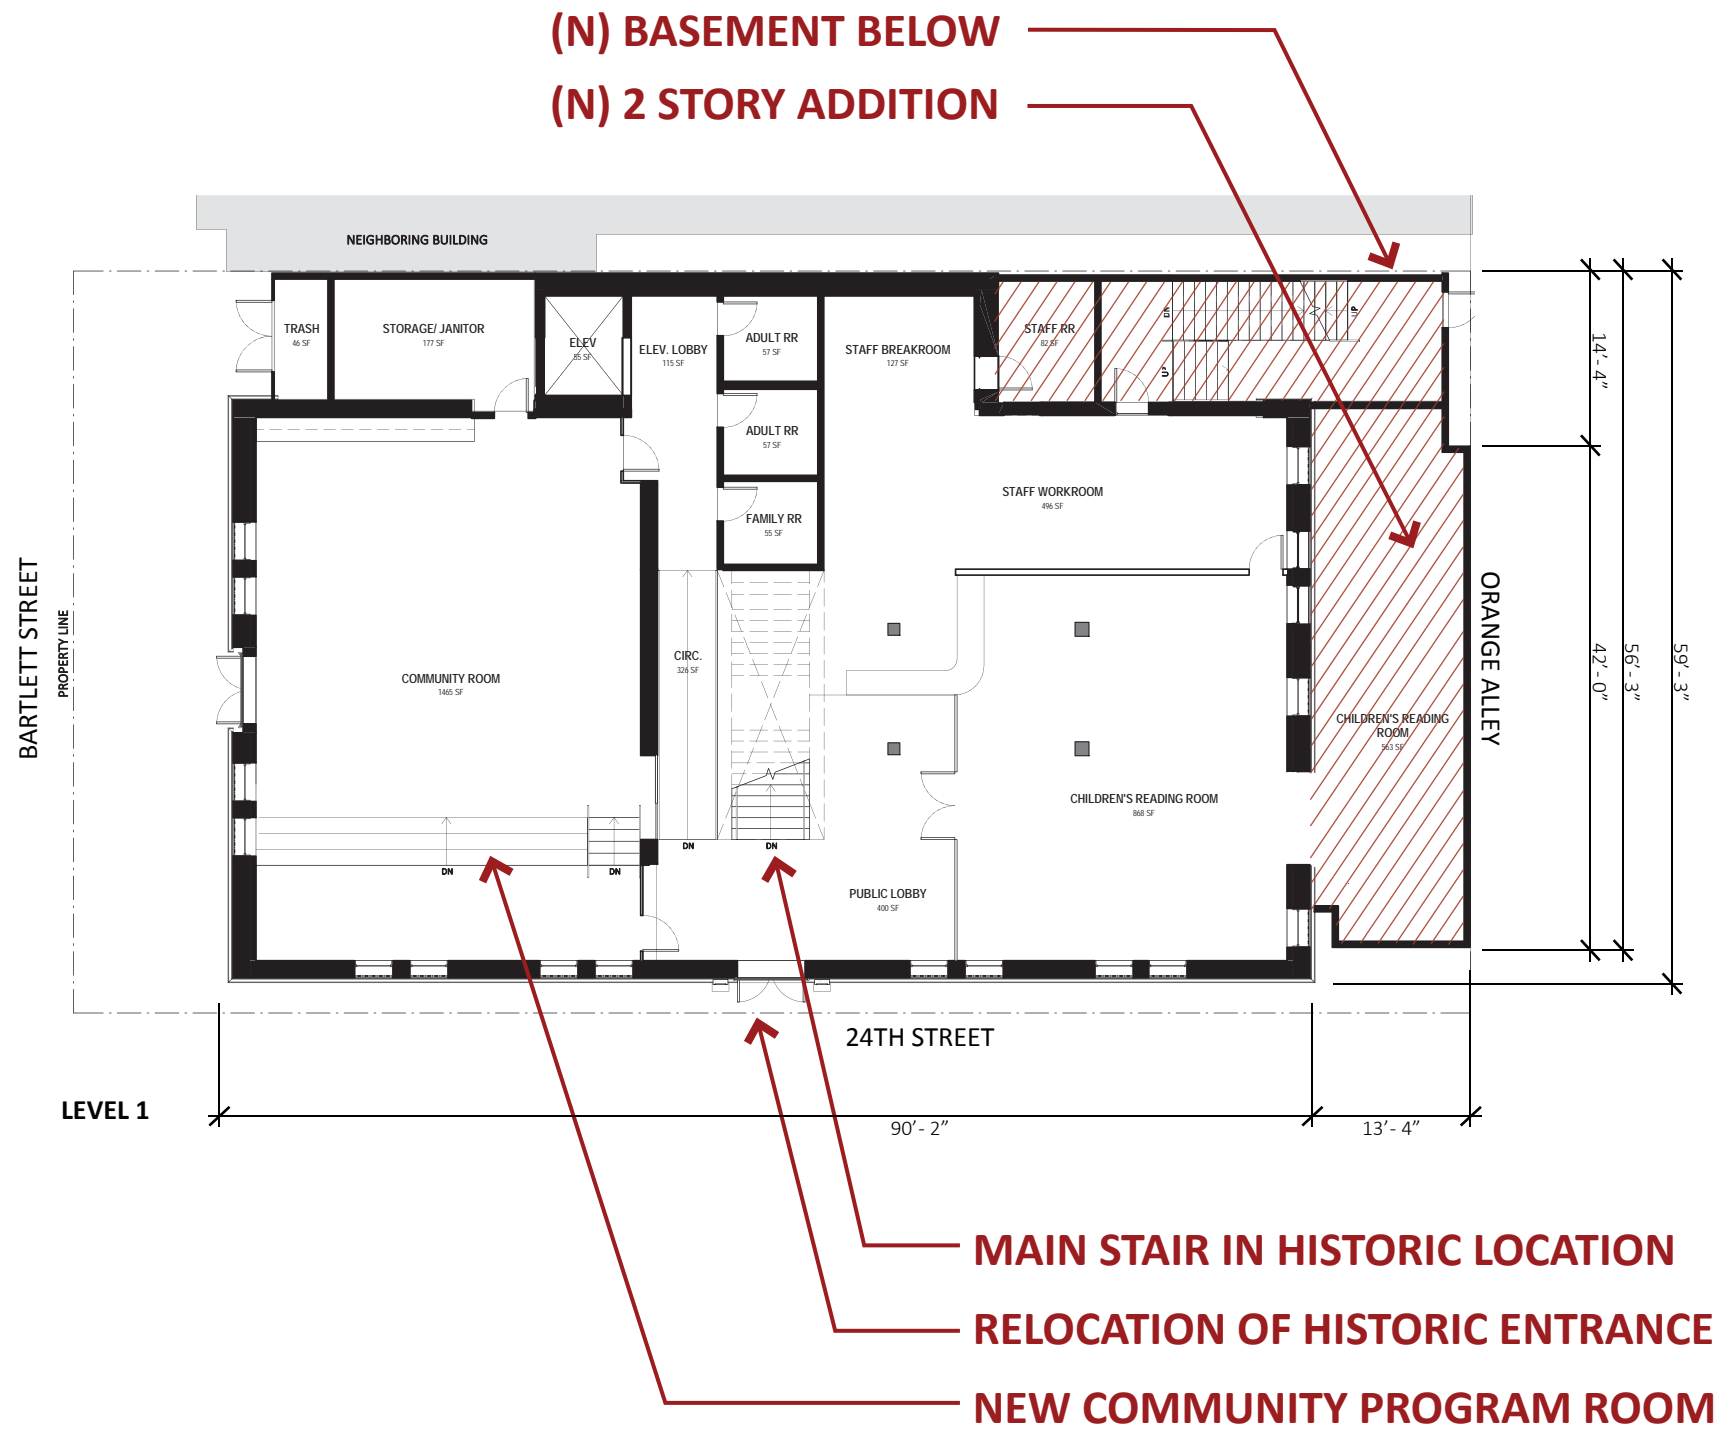 (N) BASEMENT BELOW
(N) 2 STORY ADDITION
NEIGHBORING BUILDING
TRASH
46 SF
STORAGE/ JANITOR
177 SF
ELEV
55 SF
ELEV. LOBBY
115 SF
ADULT RR
57 SF
STAFF BREAKROOM
127 SF
STAFF RR
82 SF
DN
UP
UP
14'- 4"
ADULT RR
57 SF
FAMILY RR
55 SF
STAFF WORKROOM
496 SF
BARTLETT STREET
PROPERTY LINE
COMMUNITY ROOM
1465 SF
CIRC.
326 SF
ORANGE ALLEY
42'- 0"
56'- 3"
59'- 3"
CHILDREN'S READING
ROOM
563 SF
CHILDREN'S READING ROOM
868 SF
DN
DN
DN
DN
PUBLIC LOBBY
400 SF
24TH STREET
LEVEL 1
90'- 2"
13'- 4"
MAIN STAIR IN HISTORIC LOCATION
RELOCATION OF HISTORIC ENTRANCE
NEW COMMUNITY PROGRAM ROOM